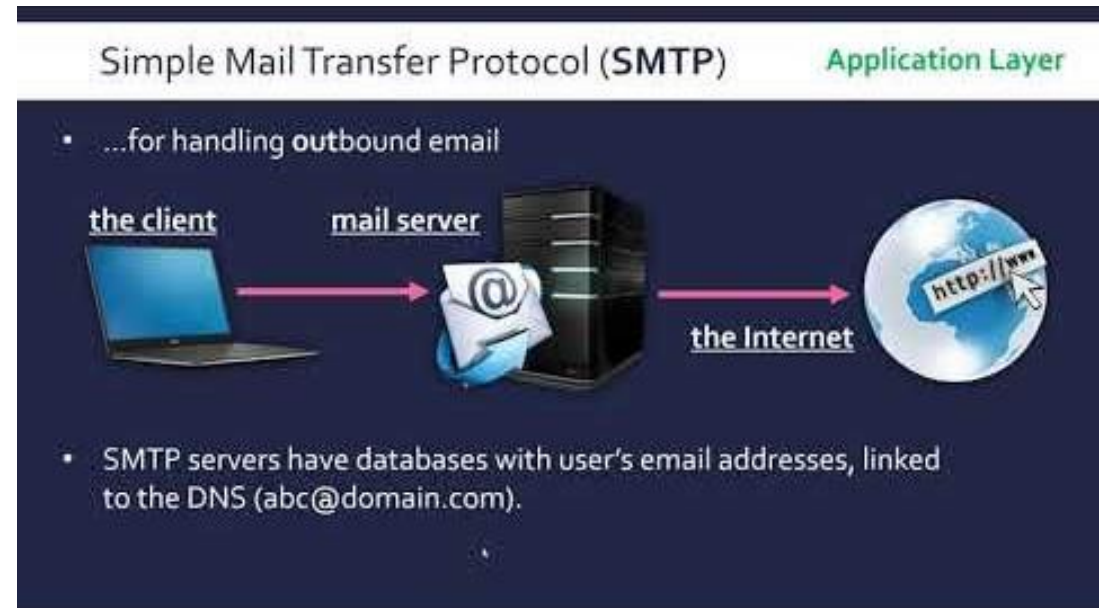 Simple Mail Transfer Protocol (SMTP)
Application Layer
• ...for handling outbound email
the client
mail server
@
http://www
the Internet
• SMTP servers have databases with user's email addresses, linked
to the DNS (abc@domain.com).